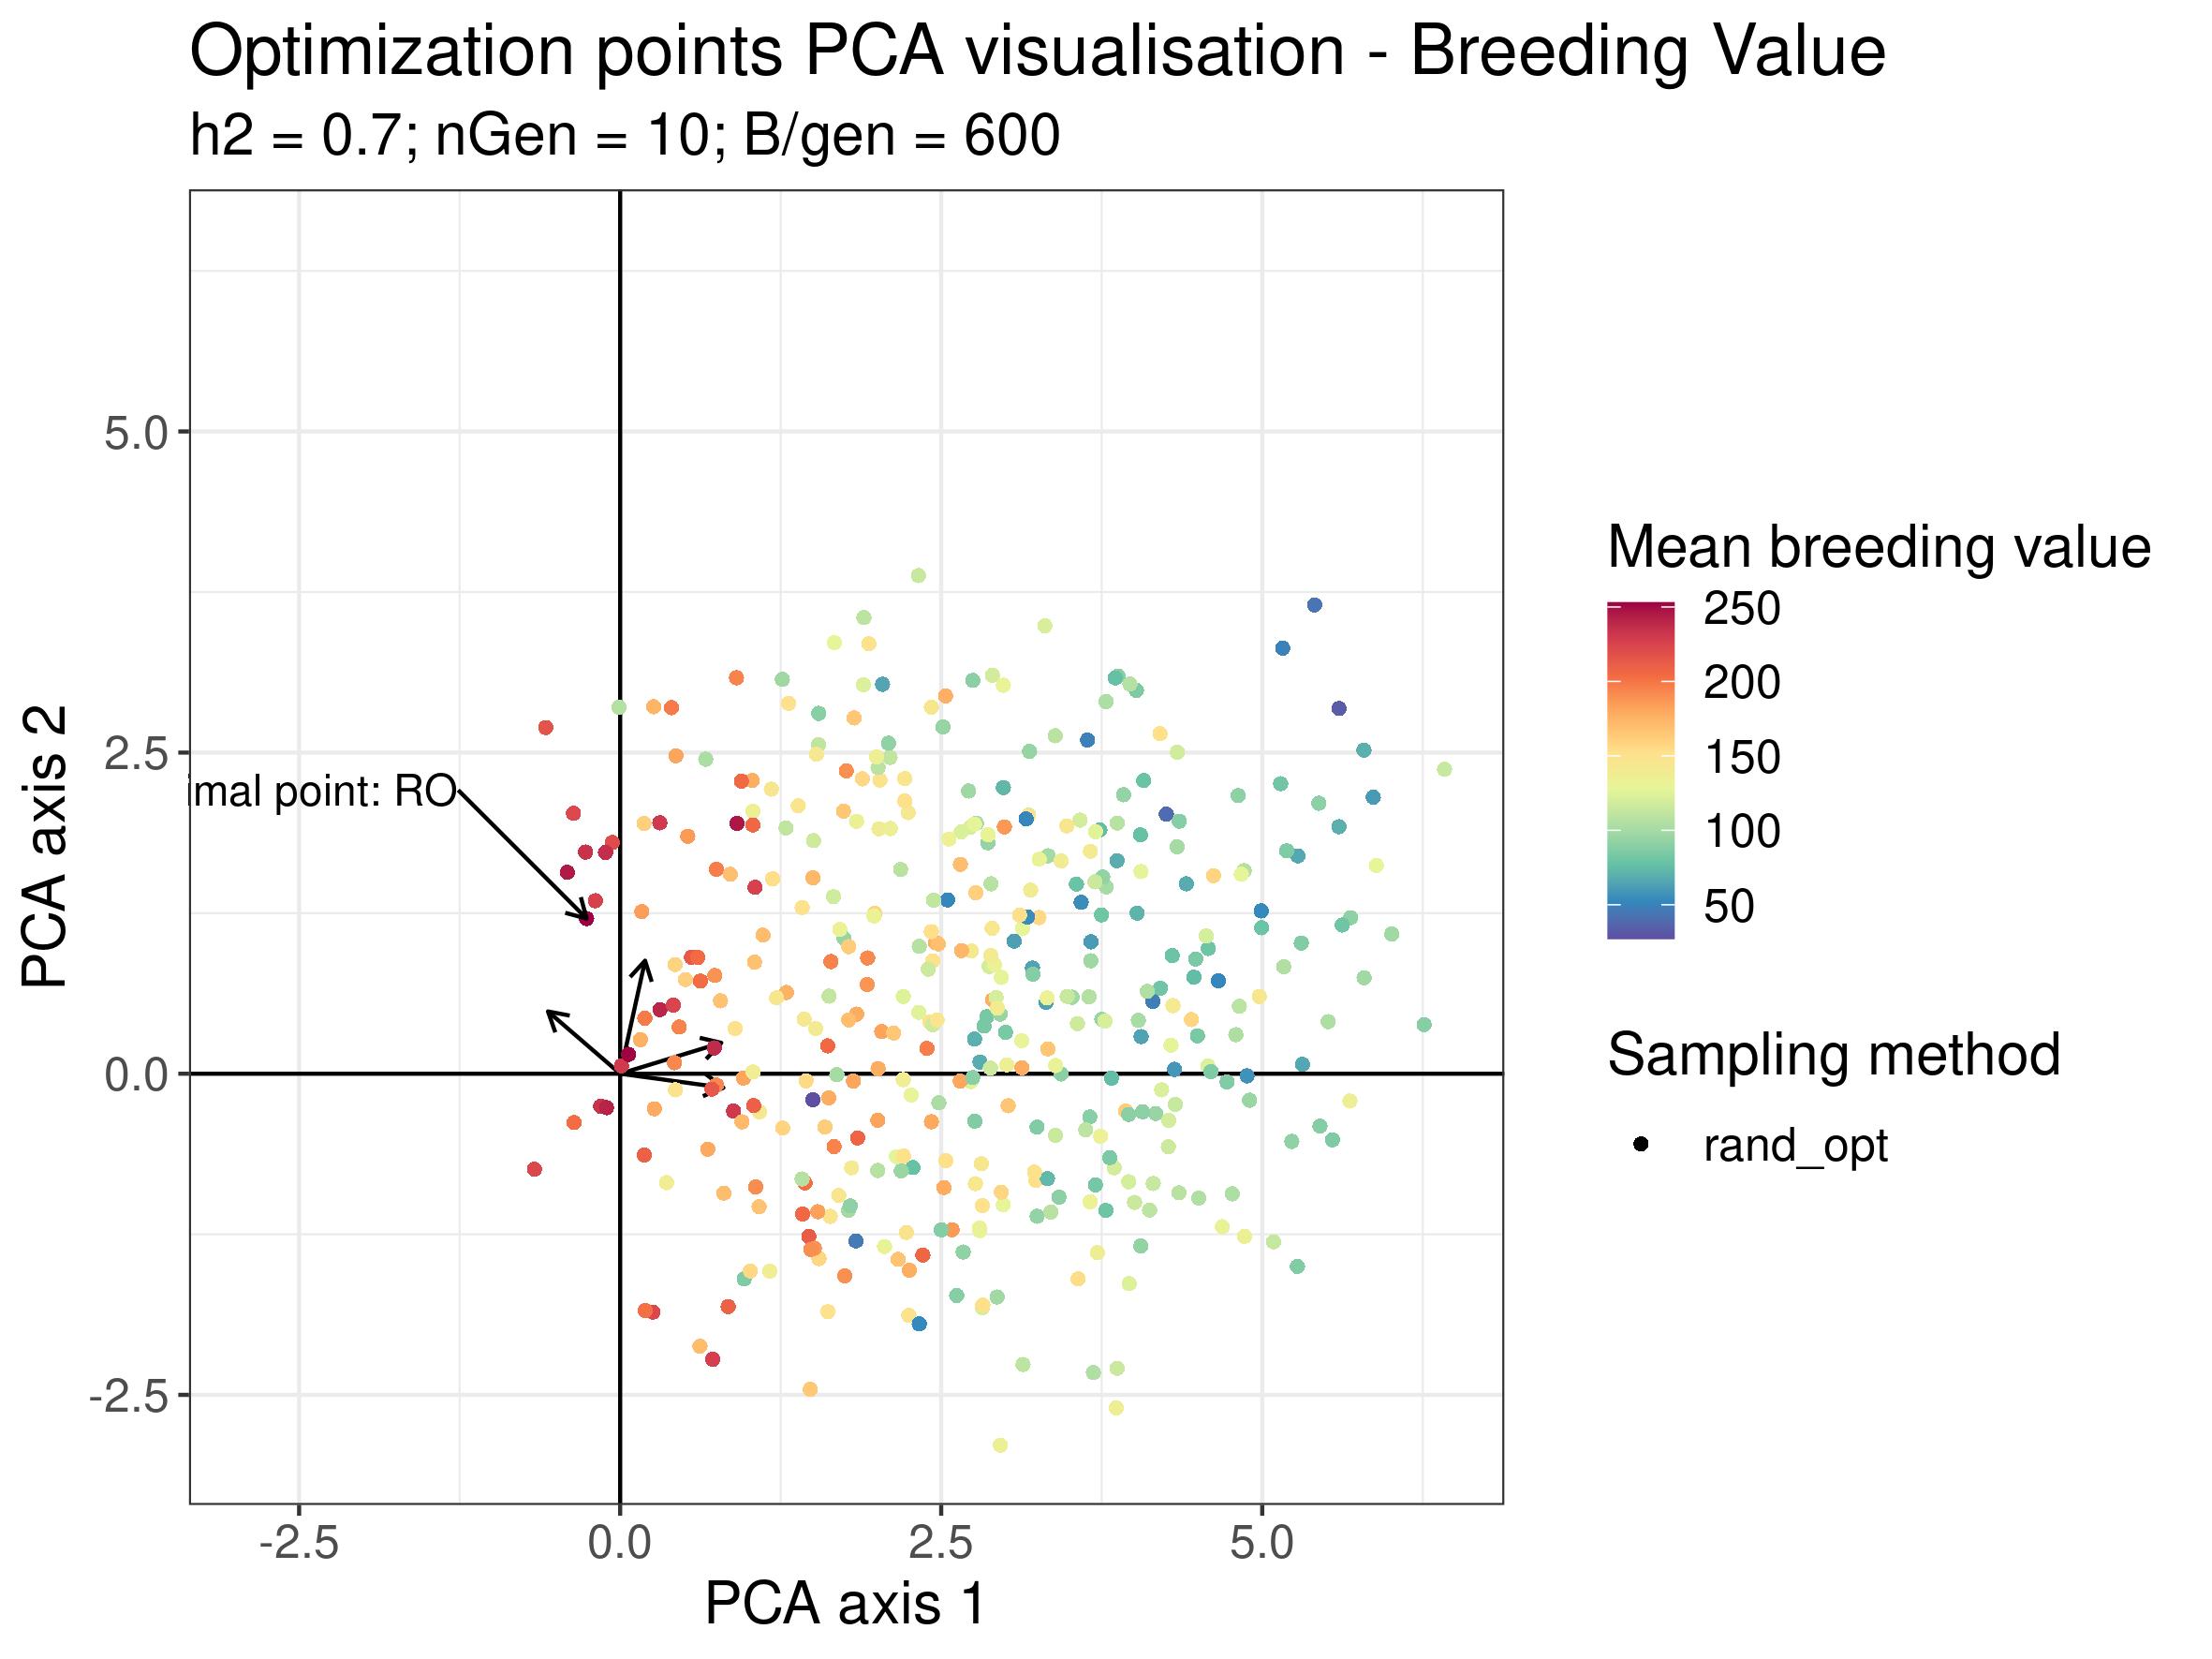 Optimization points PCA visualisation - Breeding Value
h2 = 0.7; nGen = 10; B/gen = 600
PCA axis 2
5.0
2.5
0.0
-2.5
imal point: RO
-2.5
0.0
2.5
5.0
PCA axis 1
Mean breeding value
250
200
150
100
50
Sampling method
rand_opt